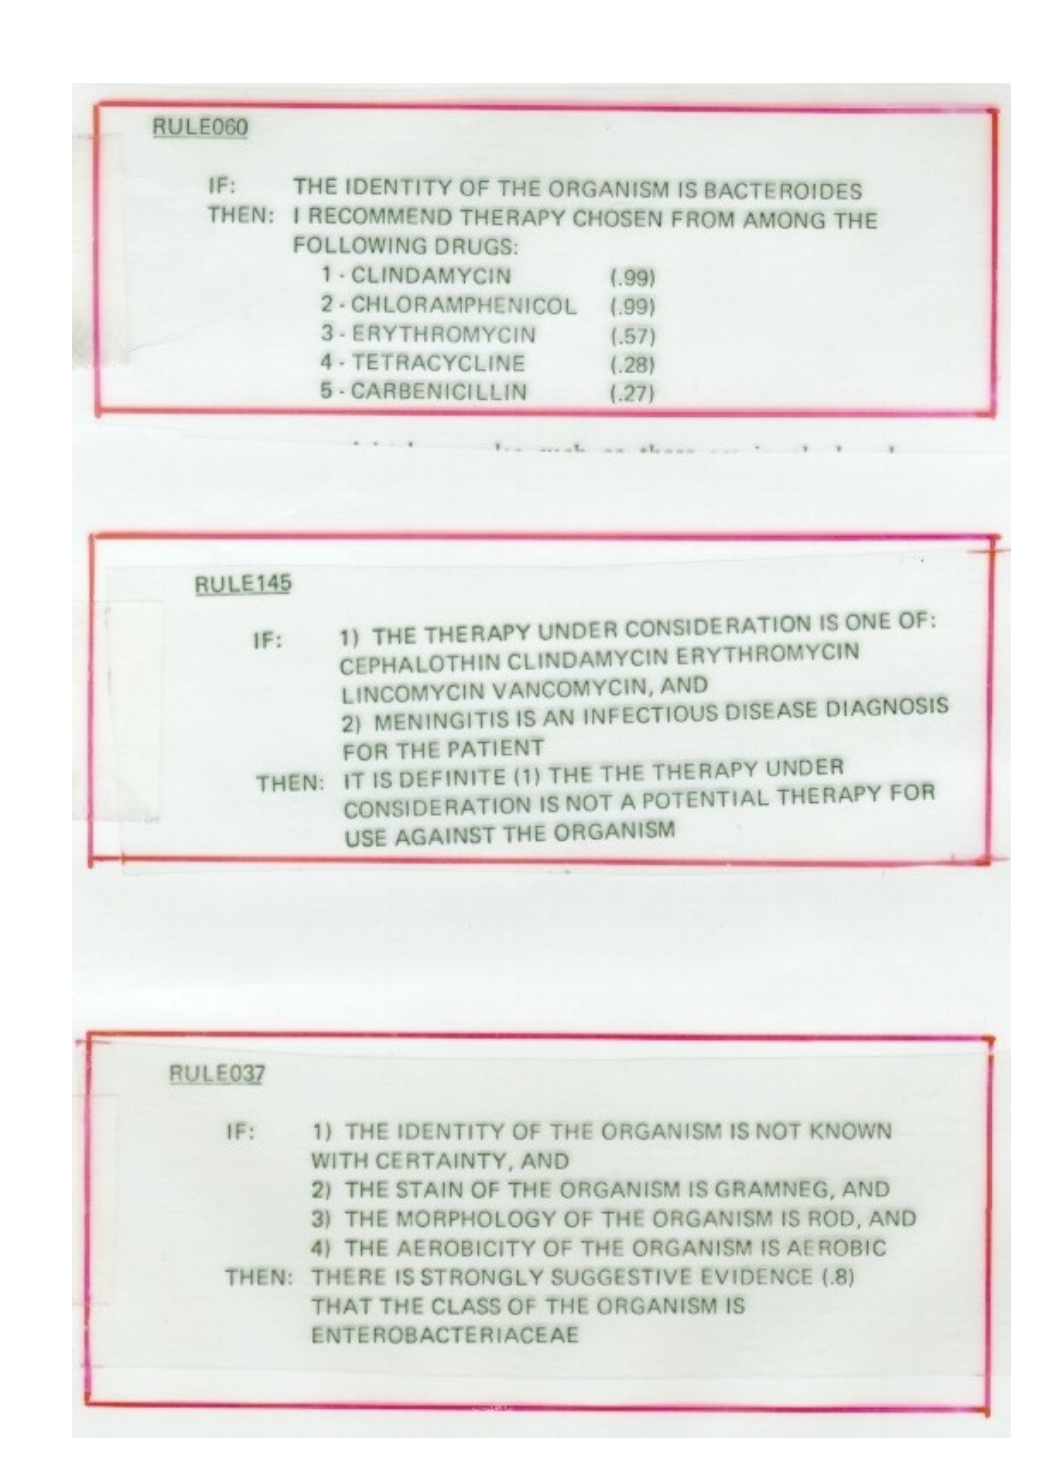 RULE060
IF: THE IDENTITY OF THE ORGANISM IS BACTEROIDES
THEN: I RECOMMEND THERAPY CHOSEN FROM AMONG THE
FOLLOWING DRUGS:
1 - CLINDAMYCIN (.99)
2 - CHLORAMPHENICOL (.99)
3 - ERYTHROMYCIN (.57)
4 - TETRACYCLINE (.28)
5 - CARBENICILLIN (.27)
RULE145
IF: 1) THE THERAPY UNDER CONSIDERATION IS ONE OF:
CEPHALOTHIN CLINDAMYCIN ERYTHROMYCIN
LINCOMYCIN VANCOMYCIN, AND
2) MENINGITIS IS AN INFECTIOUS DISEASE DIAGNOSIS
FOR THE PATIENT
THEN: IT IS DEFINITE (1) THE THE THERAPY UNDER
CONSIDERATION IS NOT A POTENTIAL THERAPY FOR
USE AGAINST THE ORGANISM
RULE037
IF: 1) THE IDENTITY OF THE ORGANISM IS NOT KNOWN
WITH CERTAINTY, AND
2) THE STAIN OF THE ORGANISM IS GRAMNEG, AND
3) THE MORPHOLOGY OF THE ORGANISM IS ROD, AND
4) THE AEROBICITY OF THE ORGANISM IS AEROBIC
THEN: THERE IS STRONGLY SUGGESTIVE EVIDENCE (.8)
THAT THE CLASS OF THE ORGANISM IS
ENTEROBACTERIACEAE